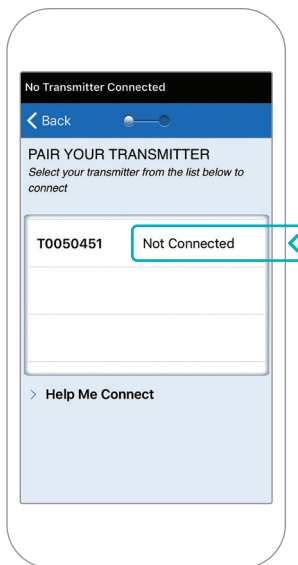 No Transmitter Connected
Back
PAIR YOUR TRANSMITTER
Select your transmitter from the list below to
connect
T0050451 Not Connected
Help Me Connect